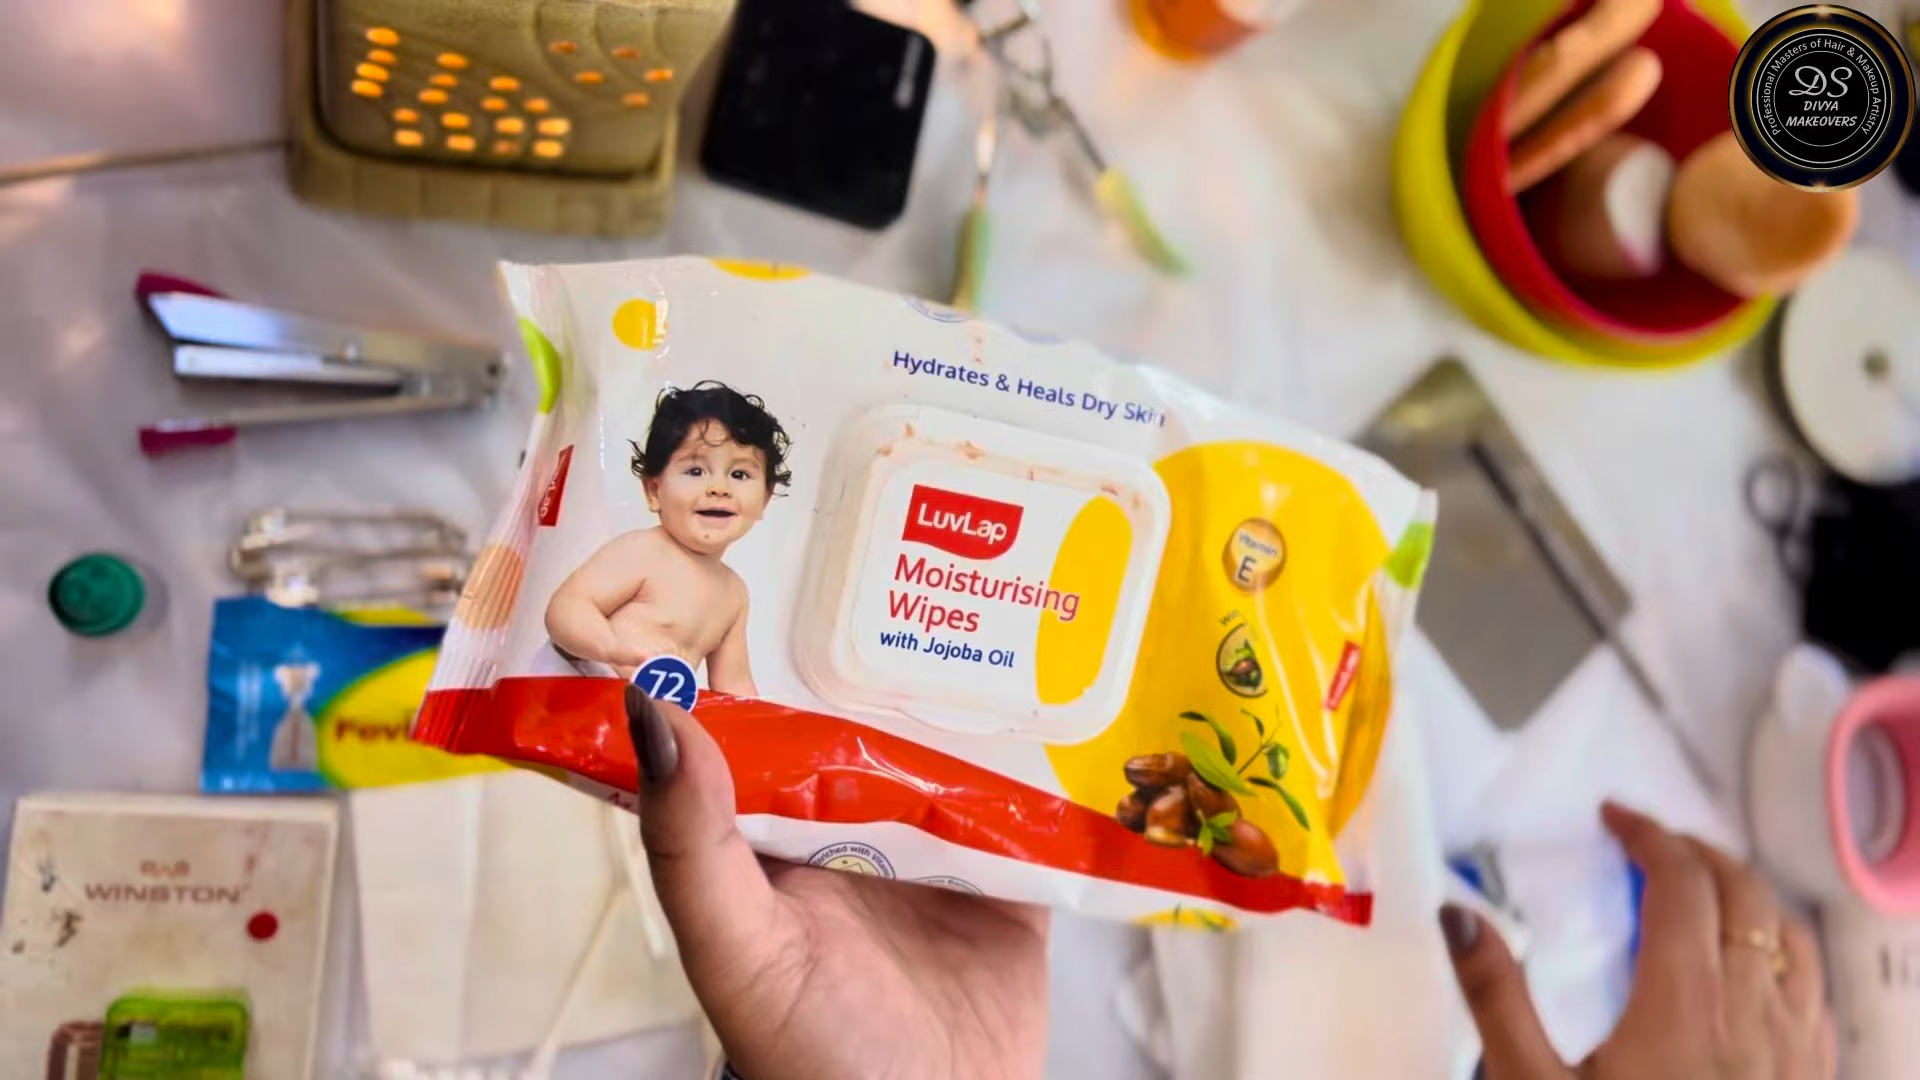 Professional Masters of Hair & Makeup Artistry
DS
DIVYA
MAKEOVERS
Hydrates & Heals Dry Skin
LuvLap
Moisturising
Wipes
with Jojoba Oil
Vitamin
E
72
WINSTON